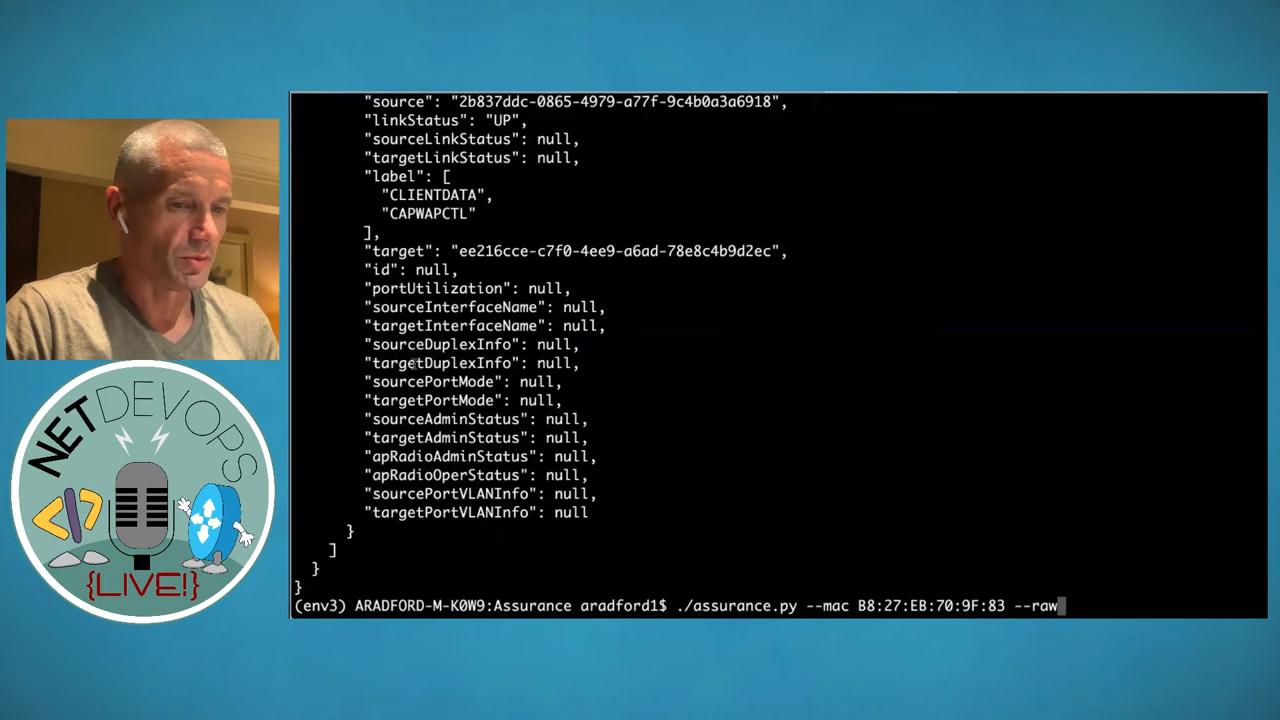 "source": "2b837ddc-0865-4979-a77f-9c4b0a3a6918",
"linkStatus": "UP",
"sourceLinkStatus": null,
"targetLinkStatus": null,
"label": [
"CLIENTDATA",
"CAPWAPCTL"
],
"target": "ee216cce-c7f0-4ee9-a6ad-78e8c4b9d2ec",
"id": null,
"portUtilization": null,
"sourceInterfaceName": null,
"targetInterfaceName": null,
"sourceDuplexInfo": null,
"targetDuplexInfo": null,
"sourcePortMode": null,
"targetPortMode": null,
"sourceAdminStatus": null,
"targetAdminStatus": null,
"apRadioAdminStatus": null,
"apRadioOperStatus": null,
"sourcePortVLANInfo": null,
"targetPortVLANInfo": null
}
]
}
}
(env3) ARADFORD-M-K0W9:Assurance aradford1$ ./assurance.py --mac B8:27:EB:70:9F:83 --raw
NETDEVOPS
</>
{LIVE!}